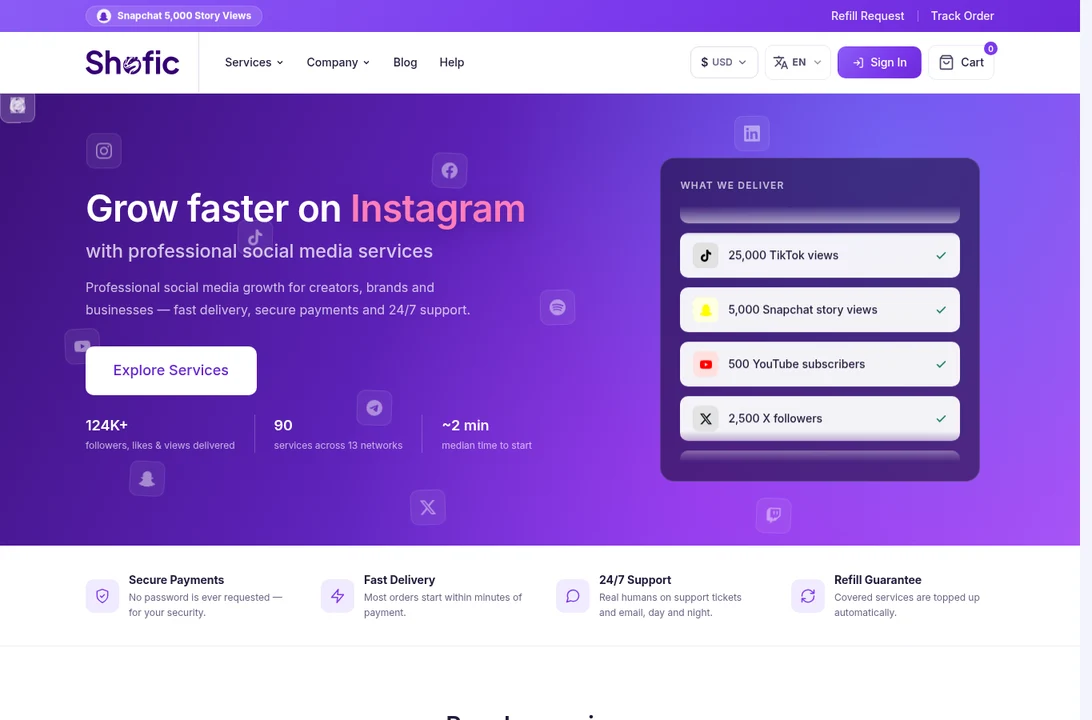 Snapchat 5,000 Story Views
Refill Request
Track Order
Shofic
Services
Company
Blog
Help
$ USD
EN
Sign In
Cart
0
Grow faster on Instagram
with professional social media services
Professional social media growth for creators, brands and
businesses — fast delivery, secure payments and 24/7 support.
Explore Services
124K+
followers, likes & views delivered
90
services across 13 networks
~2 min
median time to start
WHAT WE DELIVER
25,000 TikTok views
5,000 Snapchat story views
500 YouTube subscribers
2,500 X followers
Secure Payments
No password is ever requested —
for your security.
Fast Delivery
Most orders start within minutes of
payment.
24/7 Support
Real humans on support tickets
and email, day and night.
Refill Guarantee
Covered services are topped up
automatically.